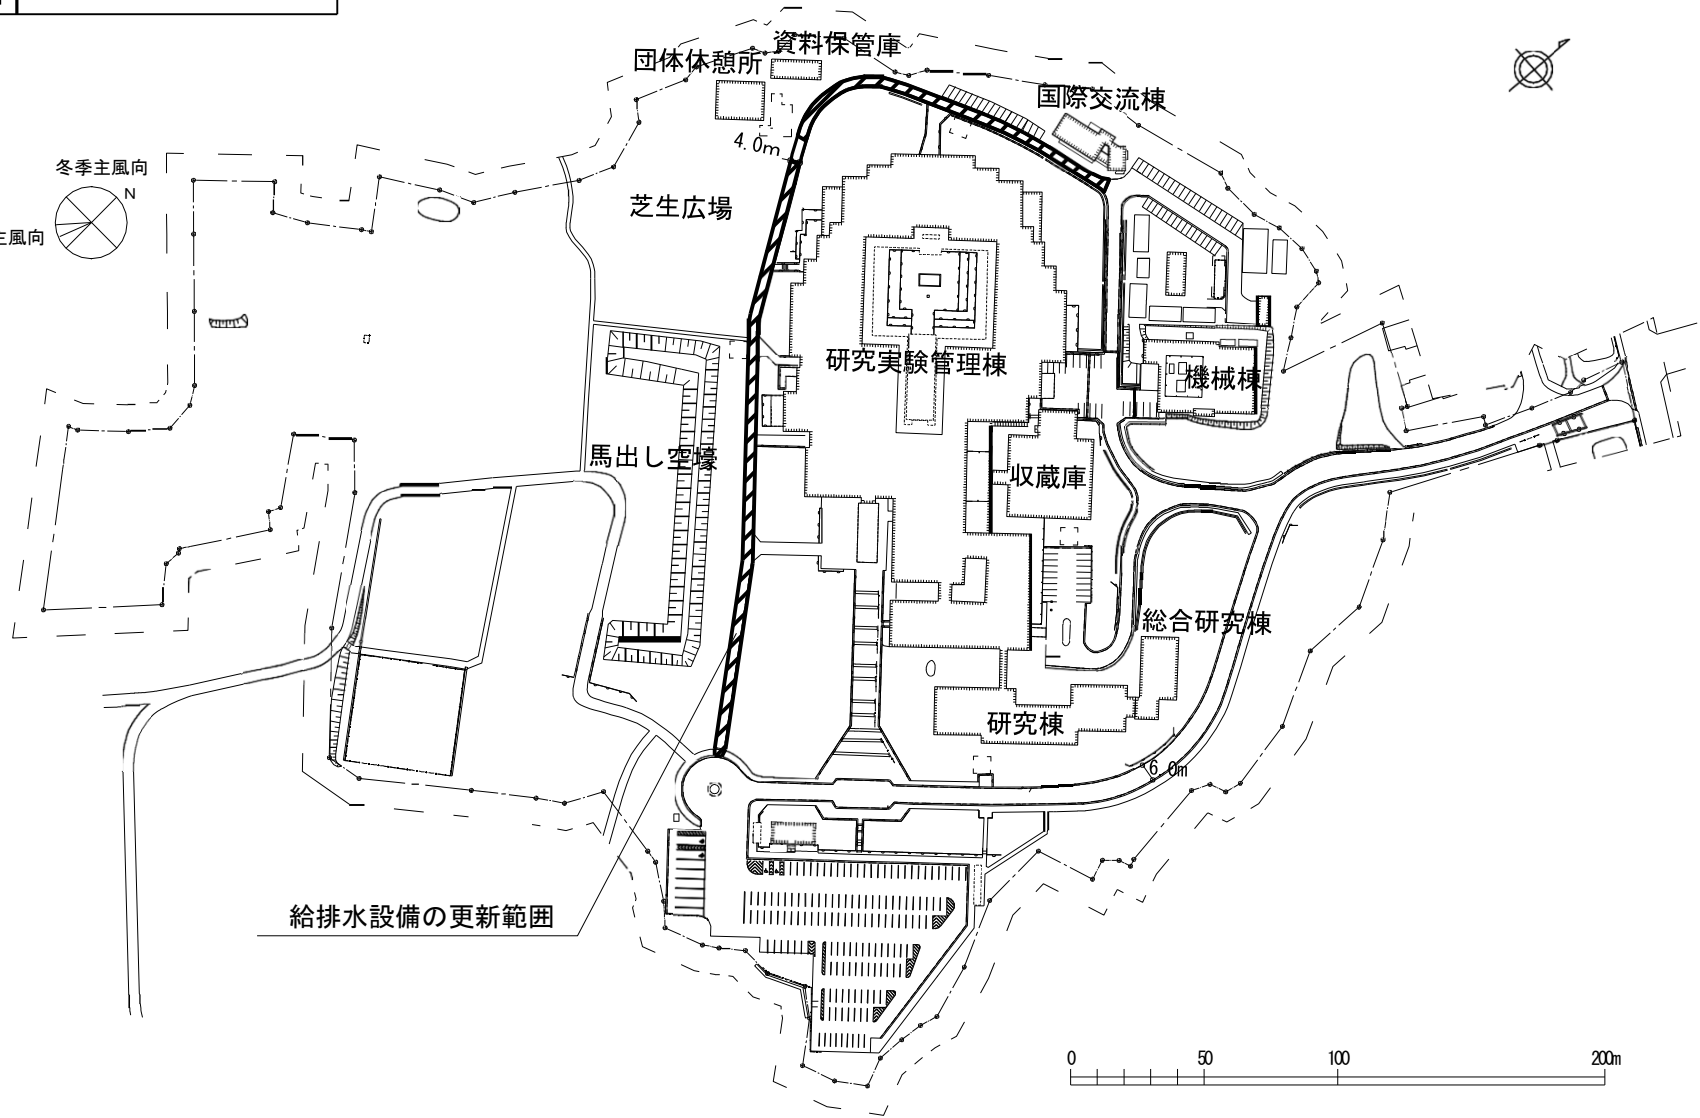 資料保管庫
団体休憩所
国際交流棟
4.0m
冬季主風向
N
主風向
芝生広場
研究実験管理棟
機械棟
馬出し空壕
収蔵庫
総合研究棟
研究棟
6.0m
給排水設備の更新範囲
0 50 100 200m